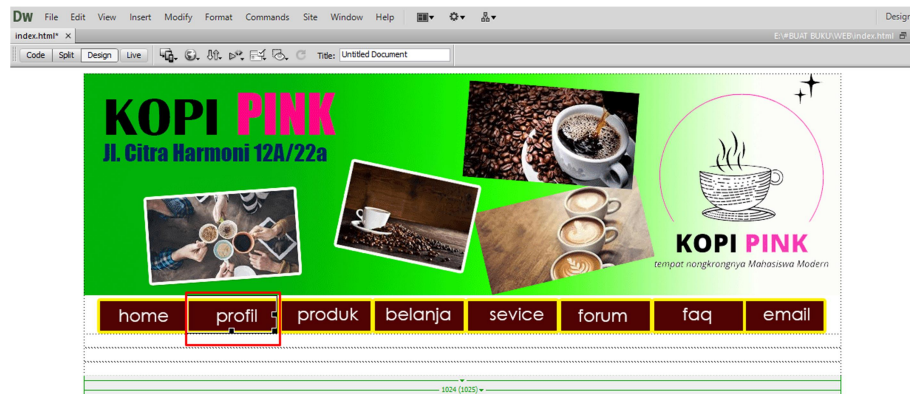 DW File Edit View Insert Modify Format Commands Site Window Help Design
index.html* × E:\#BUAT BUKU\WEB\index.html
Code Split Design Live Title: Untitled Document
KOPI PINK
Jl. Citra Harmoni 12A/22a
KOPI PINK
tempat nongkrongnya Mahasiswa Modern
home profil produk belanja sevice forum faq email
1024 (1025)